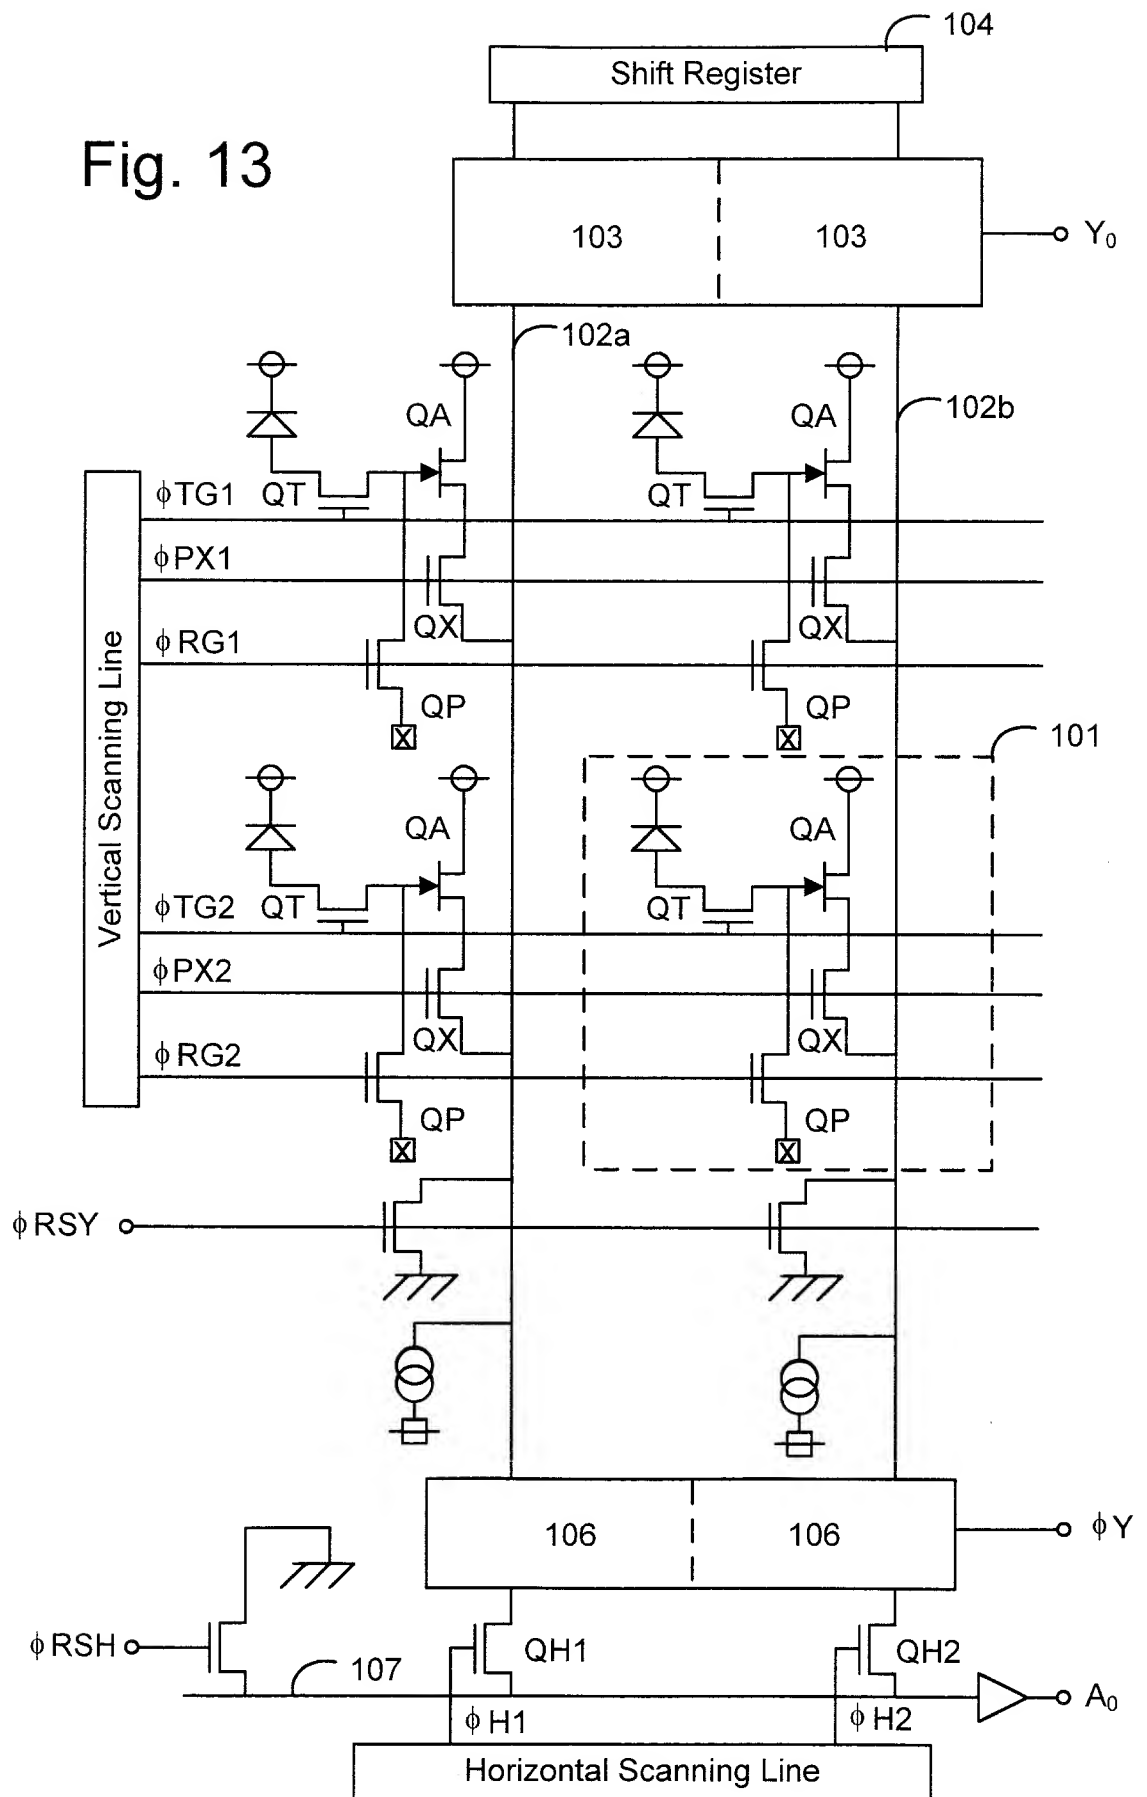 104
Shift Register
Fig. 13
103 103 Y₀
102a
102b
QA QA
φTG1 QT QT
φPX1
QX QX
φRG1
QP QP
101
Vertical Scanning Line
QA QA
φTG2 QT QT
φPX2
QX QX
φRG2
QP QP
φRSY
106 106 φY
φRSH QH1 QH2
107
A₀
φH1 φH2
Horizontal Scanning Line